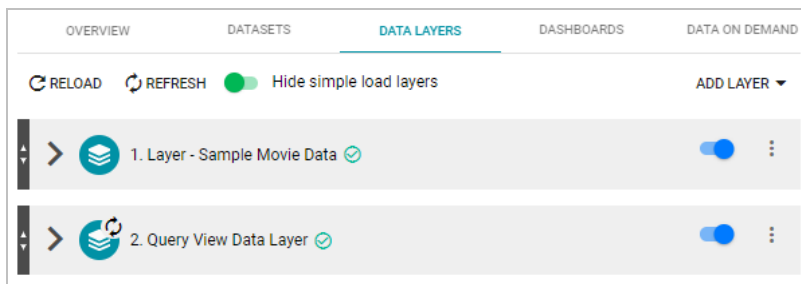 OVERVIEW DATASETS DATA LAYERS DASHBOARDS DATA ON DEMAND
RELOAD REFRESH Hide simple load layers ADD LAYER
1. Layer - Sample Movie Data
2. Query View Data Layer